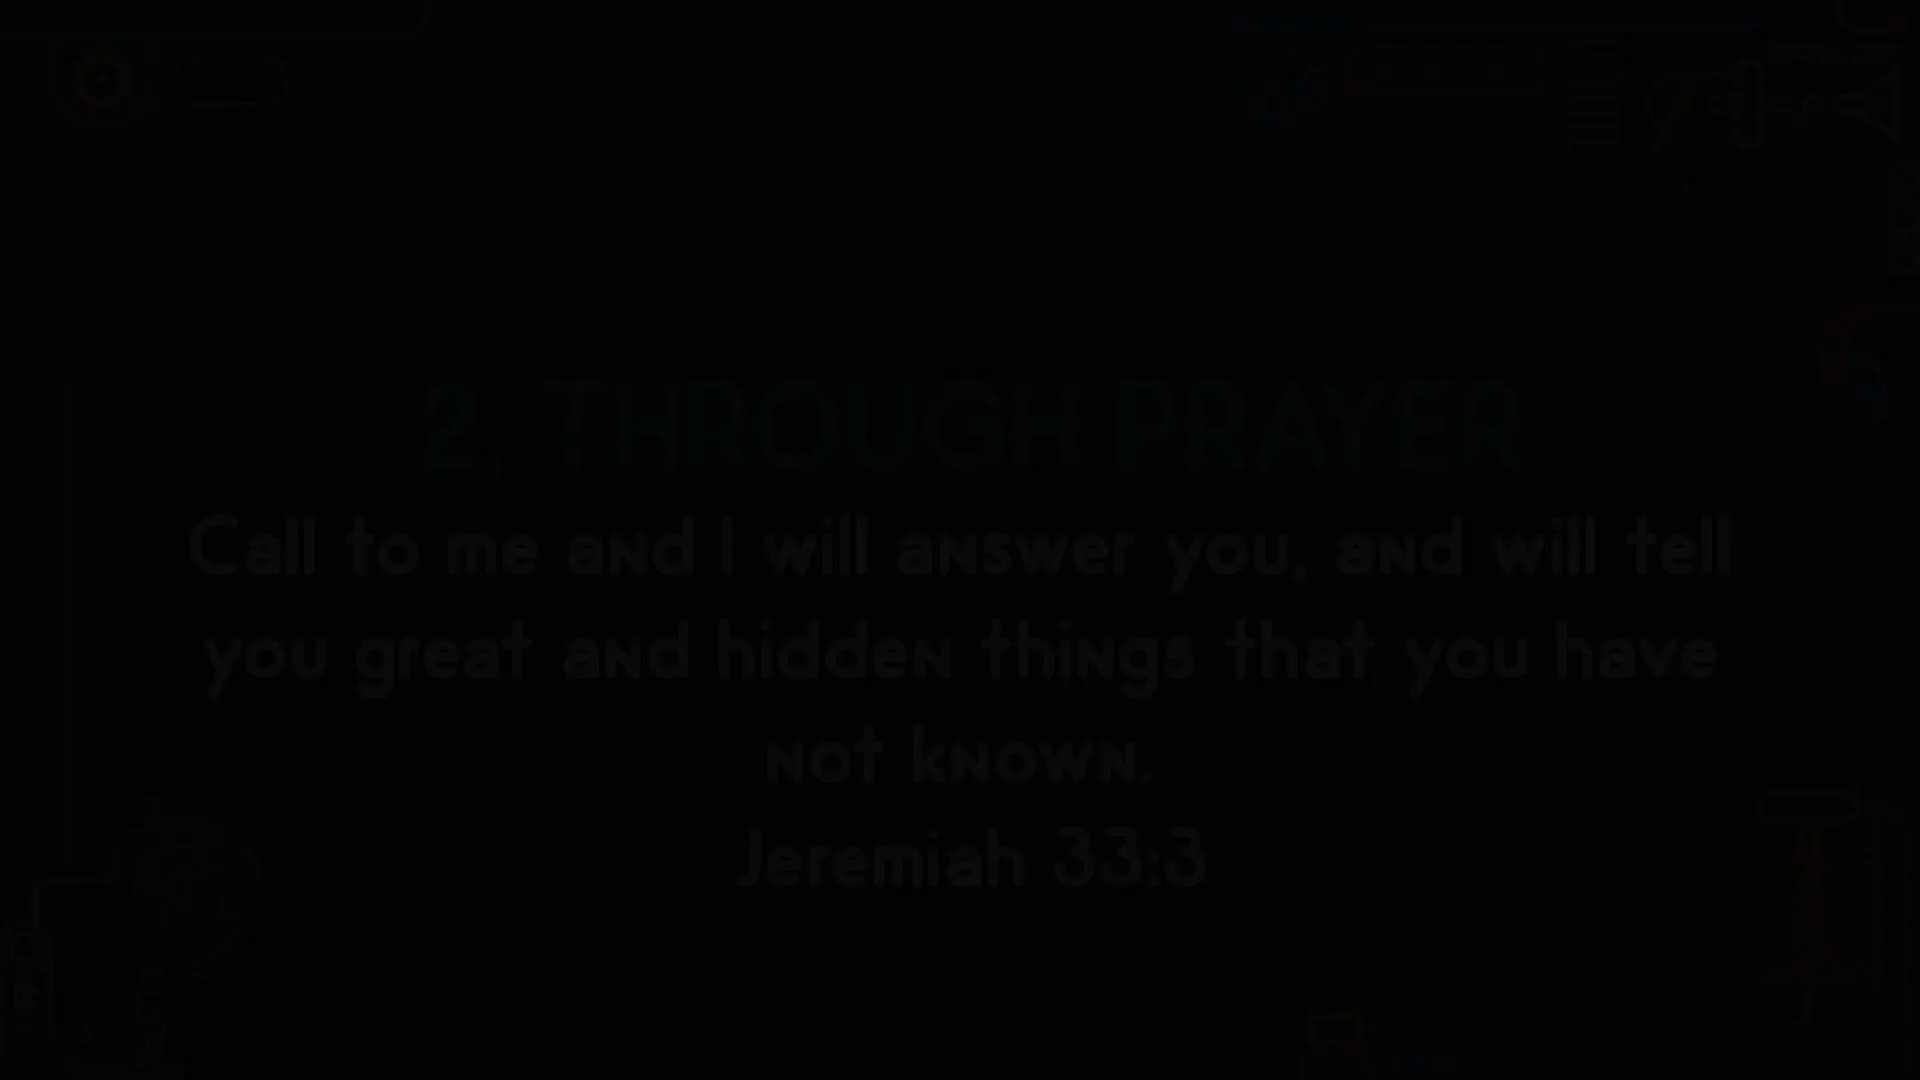 2. THROUGH PRAYER
Call to me and I will answer you, and will tell
you great and hidden things that you have
not known.
Jeremiah 33:3